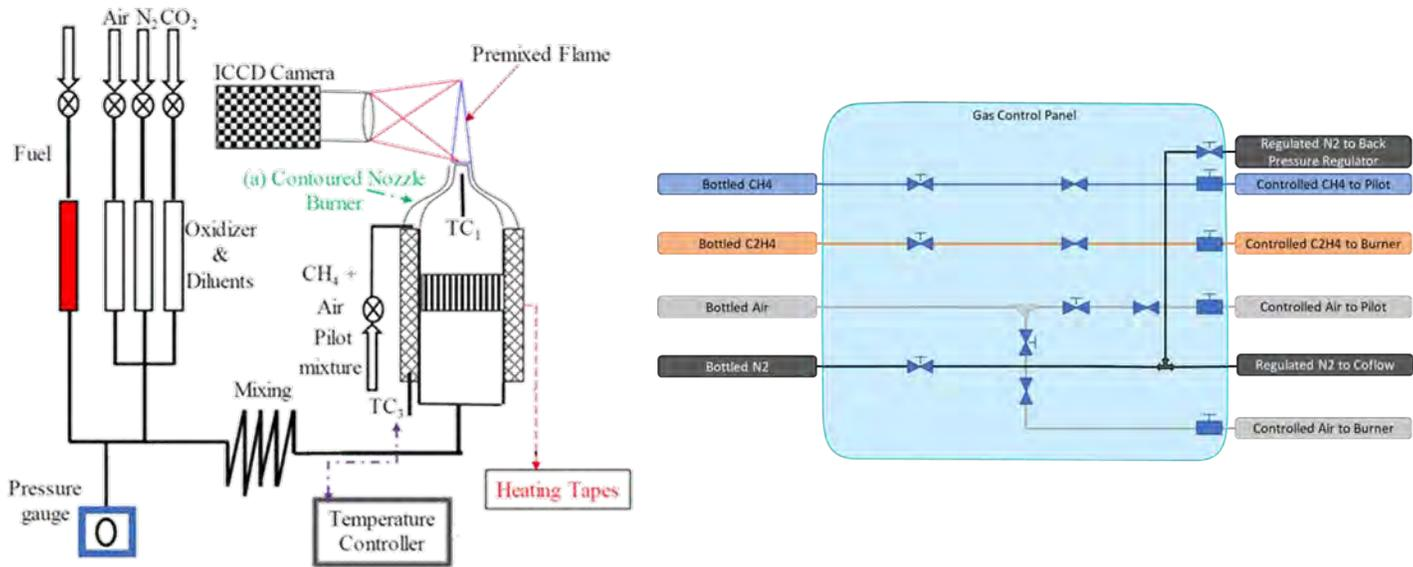 Air N₂ CO₂
ICCD Camera
Premixed Flame
Fuel
(a) Contoured Nozzle
Burner
TC₁
Oxidizer
&
Diluents
CH₄ +
Air
Pilot
mixture
TC₃
Mixing
Pressure
gauge
Temperature
Controller
Heating Tapes
Gas Control Panel
Regulated N2 to Back
Pressure Regulator
Bottled CH4
Controlled CH4 to Pilot
Bottled C2H4
Controlled C2H4 to Burner
Bottled Air
Controlled Air to Pilot
Bottled N2
Regulated N2 to Coflow
Controlled Air to Burner